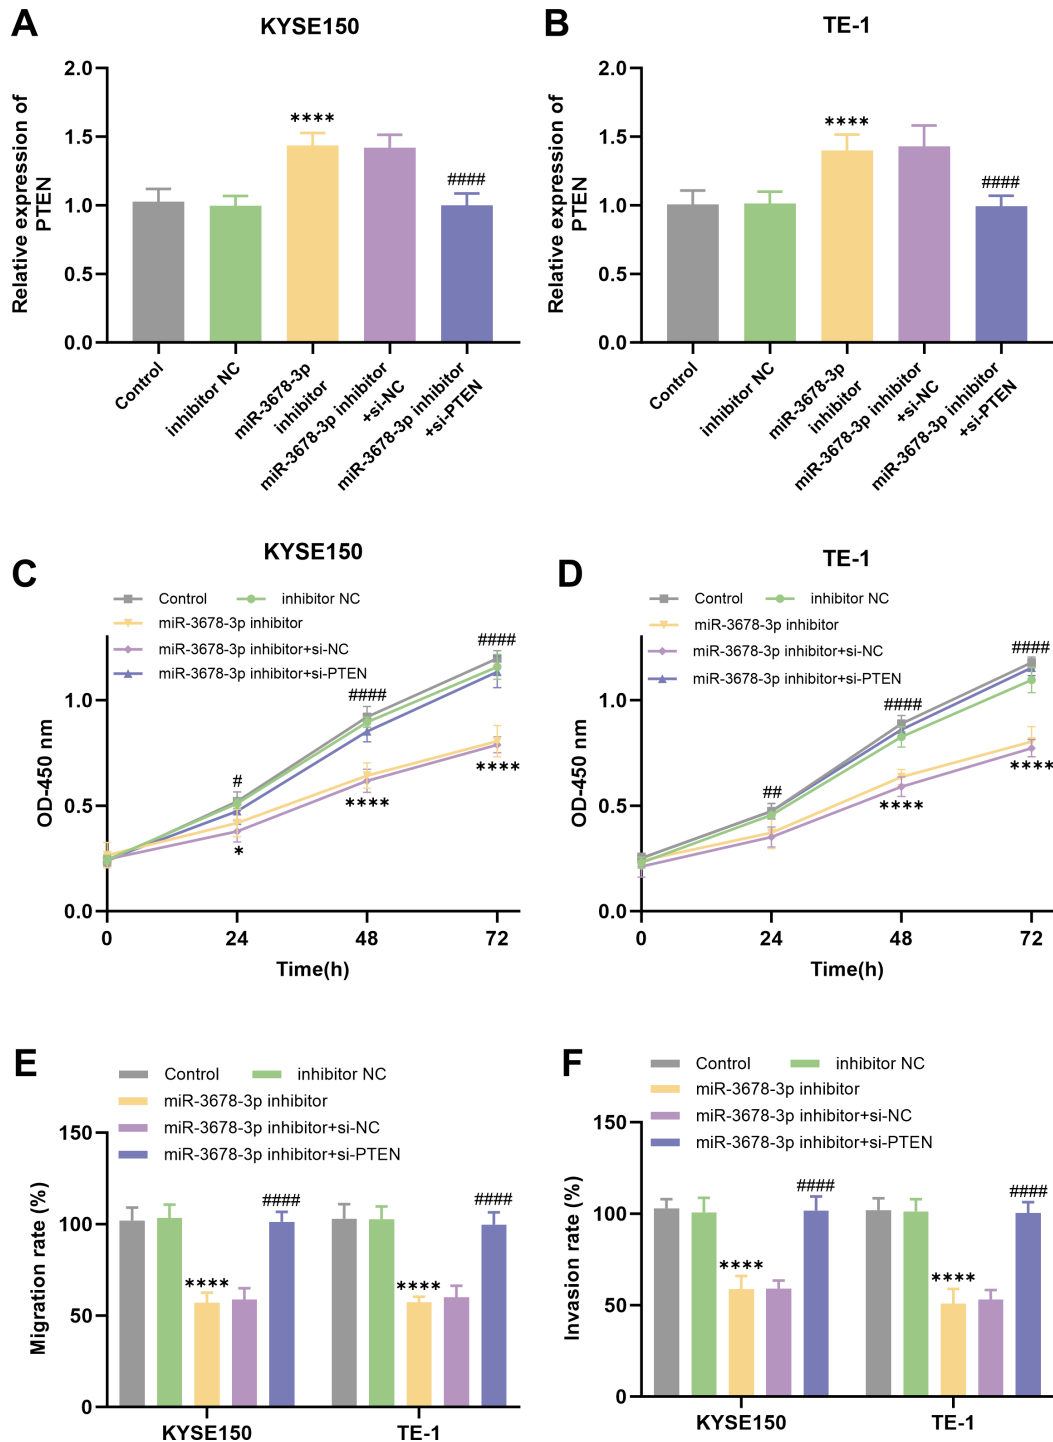 A
KYSE150
Relative expression of
PTEN
2.0
1.5
1.0
0.5
0.0
****
####
Control
inhibitor NC
miR-3678-3p
inhibitor
miR-3678-3p inhibitor
+si-NC
miR-3678-3p inhibitor
+si-PTEN
B
TE-1
Relative expression of
PTEN
2.0
1.5
1.0
0.5
0.0
****
####
Control
inhibitor NC
miR-3678-3p
inhibitor
miR-3678-3p inhibitor
+si-NC
miR-3678-3p inhibitor
+si-PTEN
C
KYSE150
Control
inhibitor NC
miR-3678-3p inhibitor
miR-3678-3p inhibitor+si-NC
miR-3678-3p inhibitor+si-PTEN
OD-450 nm
1.0
0.5
0.0
#
####
####
*
****
****
0 24 48 72
Time(h)
D
TE-1
Control
inhibitor NC
miR-3678-3p inhibitor
miR-3678-3p inhibitor+si-NC
miR-3678-3p inhibitor+si-PTEN
OD-450 nm
1.0
0.5
0.0
##
####
####
****
****
0 24 48 72
Time(h)
E
Control
inhibitor NC
miR-3678-3p inhibitor
miR-3678-3p inhibitor+si-NC
miR-3678-3p inhibitor+si-PTEN
Migration rate (%)
150
100
50
0
****
####
****
####
KYSE150
TE-1
F
Control
inhibitor NC
miR-3678-3p inhibitor
miR-3678-3p inhibitor+si-NC
miR-3678-3p inhibitor+si-PTEN
Invasion rate (%)
150
100
50
0
****
####
****
####
KYSE150
TE-1